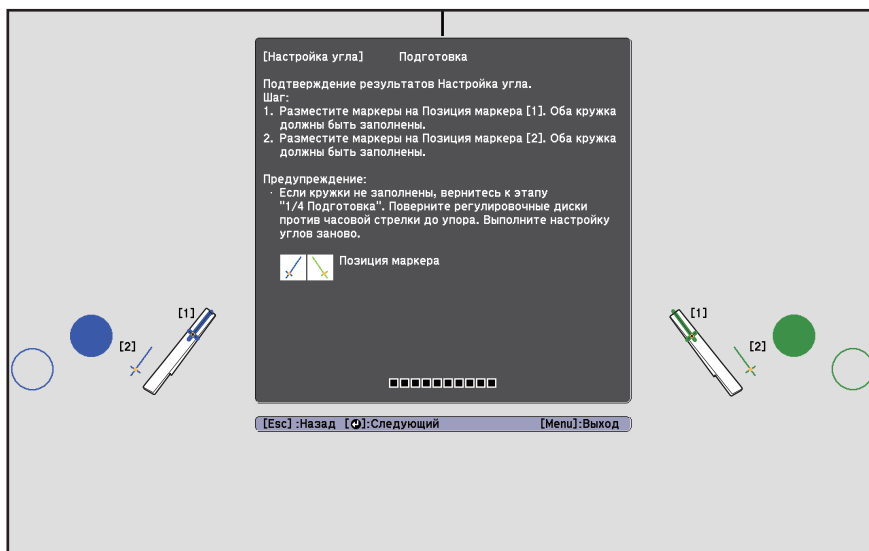 [Настройка угла] Подготовка
Подтверждение результатов Настройка угла.
Шаг:
1. Разместите маркеры на Позиция маркера [1]. Оба кружка
должны быть заполнены.
2. Разместите маркеры на Позиция маркера [2]. Оба кружка
должны быть заполнены.
Предупреждение:
· Если кружки не заполнены, вернитесь к этапу
"1/4 Подготовка". Поверните регулировочные диски
против часовой стрелки до упора. Выполните настройку
углов заново.
Позиция маркера
[1]
[2]
[1]
[2]
[Esc] :Назад [⏎]:Следующий [Menu]:Выход